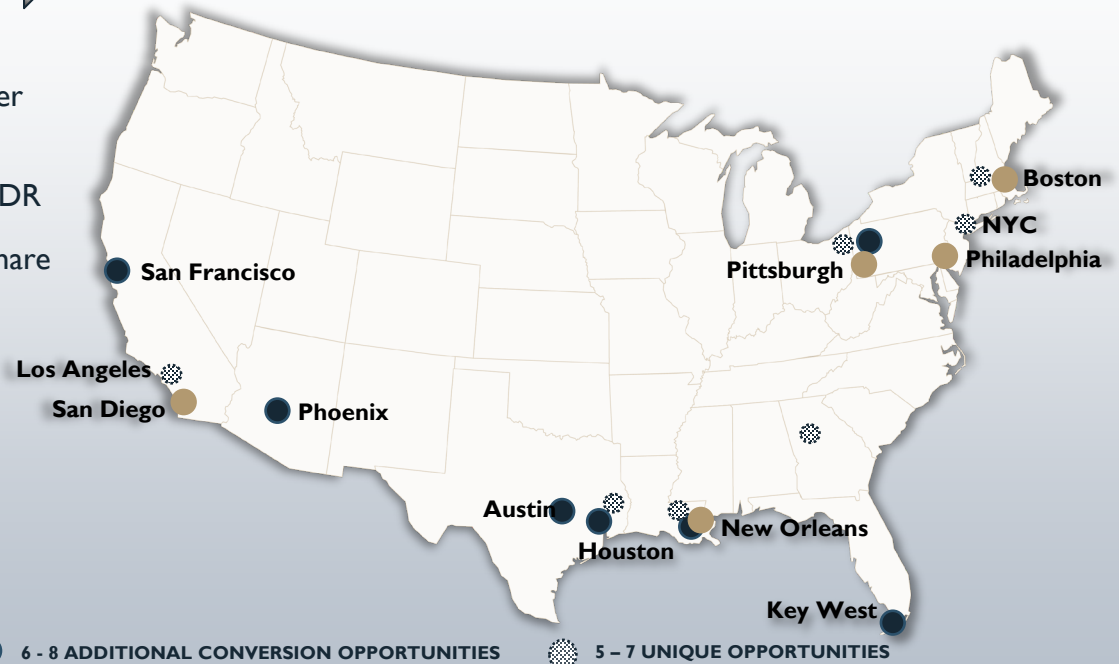 er
DR
hare
Boston
NYC
Philadelphia
Pittsburgh
San Francisco
Los Angeles
San Diego
Phoenix
Austin
New Orleans
Houston
Key West
6 - 8 ADDITIONAL CONVERSION OPPORTUNITIES
5 – 7 UNIQUE OPPORTUNITIES